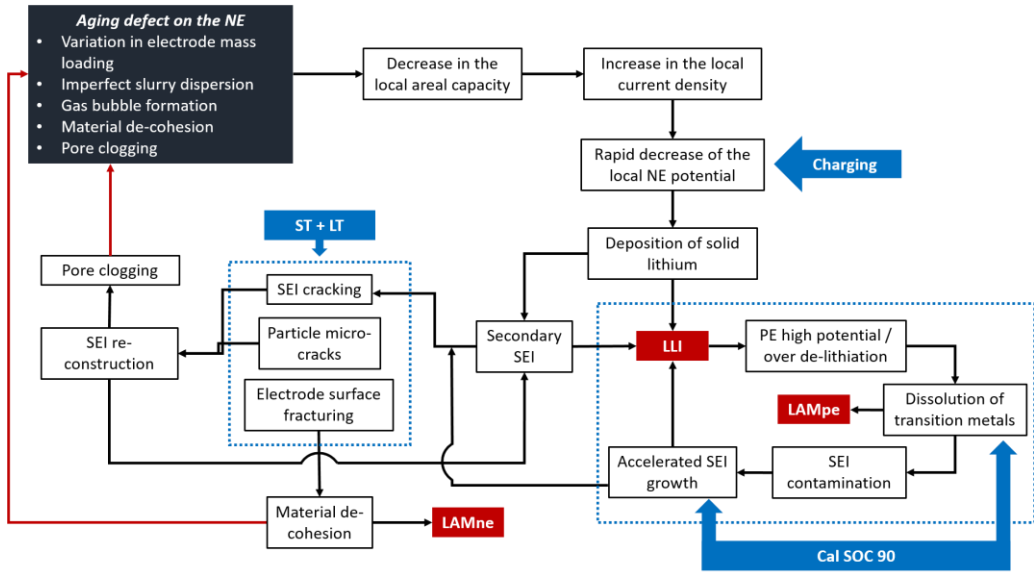 Aging defect on the NE
• Variation in electrode mass
loading
• Imperfect slurry dispersion
• Gas bubble formation
• Material de-cohesion
• Pore clogging
Decrease in the
local areal capacity
Increase in the local
current density
Rapid decrease of the
local NE potential
Charging
ST + LT
Deposition of solid
lithium
Pore clogging
SEI cracking
SEI re-
construction
Particle micro-
cracks
Secondary
SEI
LLI
PE high potential /
over de-lithiation
Electrode surface
fracturing
LAMpe
Dissolution of
transition metals
Accelerated SEI
growth
SEI
contamination
Material de-
cohesion
LAMne
Cal SOC 90